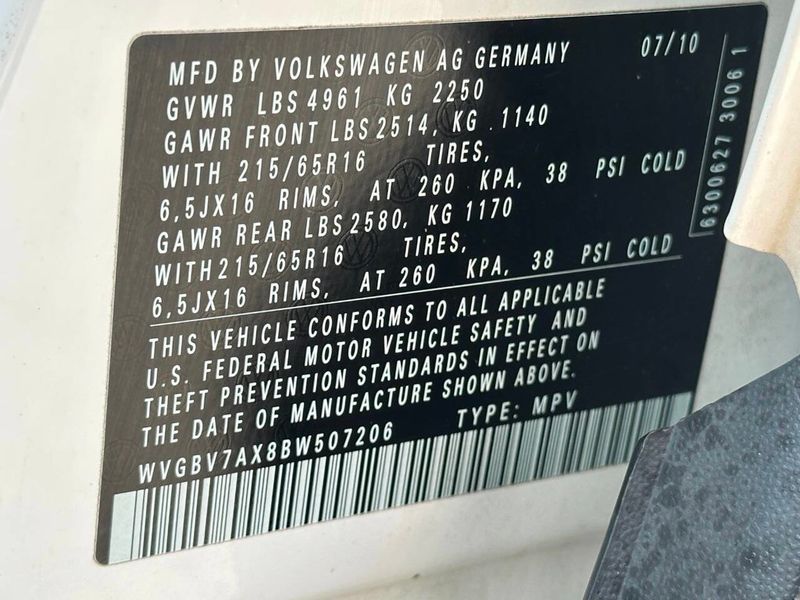 MFD BY VOLKSWAGEN AG GERMANY 07/10
GVWR LBS 4961 KG 2250
GAWR FRONT LBS 2514, KG .1140
WITH 215/65R16 TIRES,
6,5JX16 RIMS, AT 260 KPA, 38 PSI COLD
GAWR REAR LBS 2580, KG 1170
WITH 215/65R16 TIRES,
6,5JX16 RIMS, AT 260 KPA, 38 PSI COLD
THIS VEHICLE CONFORMS TO ALL APPLICABLE
U.S. FEDERAL MOTOR VEHICLE SAFETY AND
THEFT PREVENTION STANDARDS IN EFFECT ON
THE DATE OF MANUFACTURE SHOWN ABOVE.
WVGBV7AX8BW507206 TYPE: MPV
6300627 3006 1